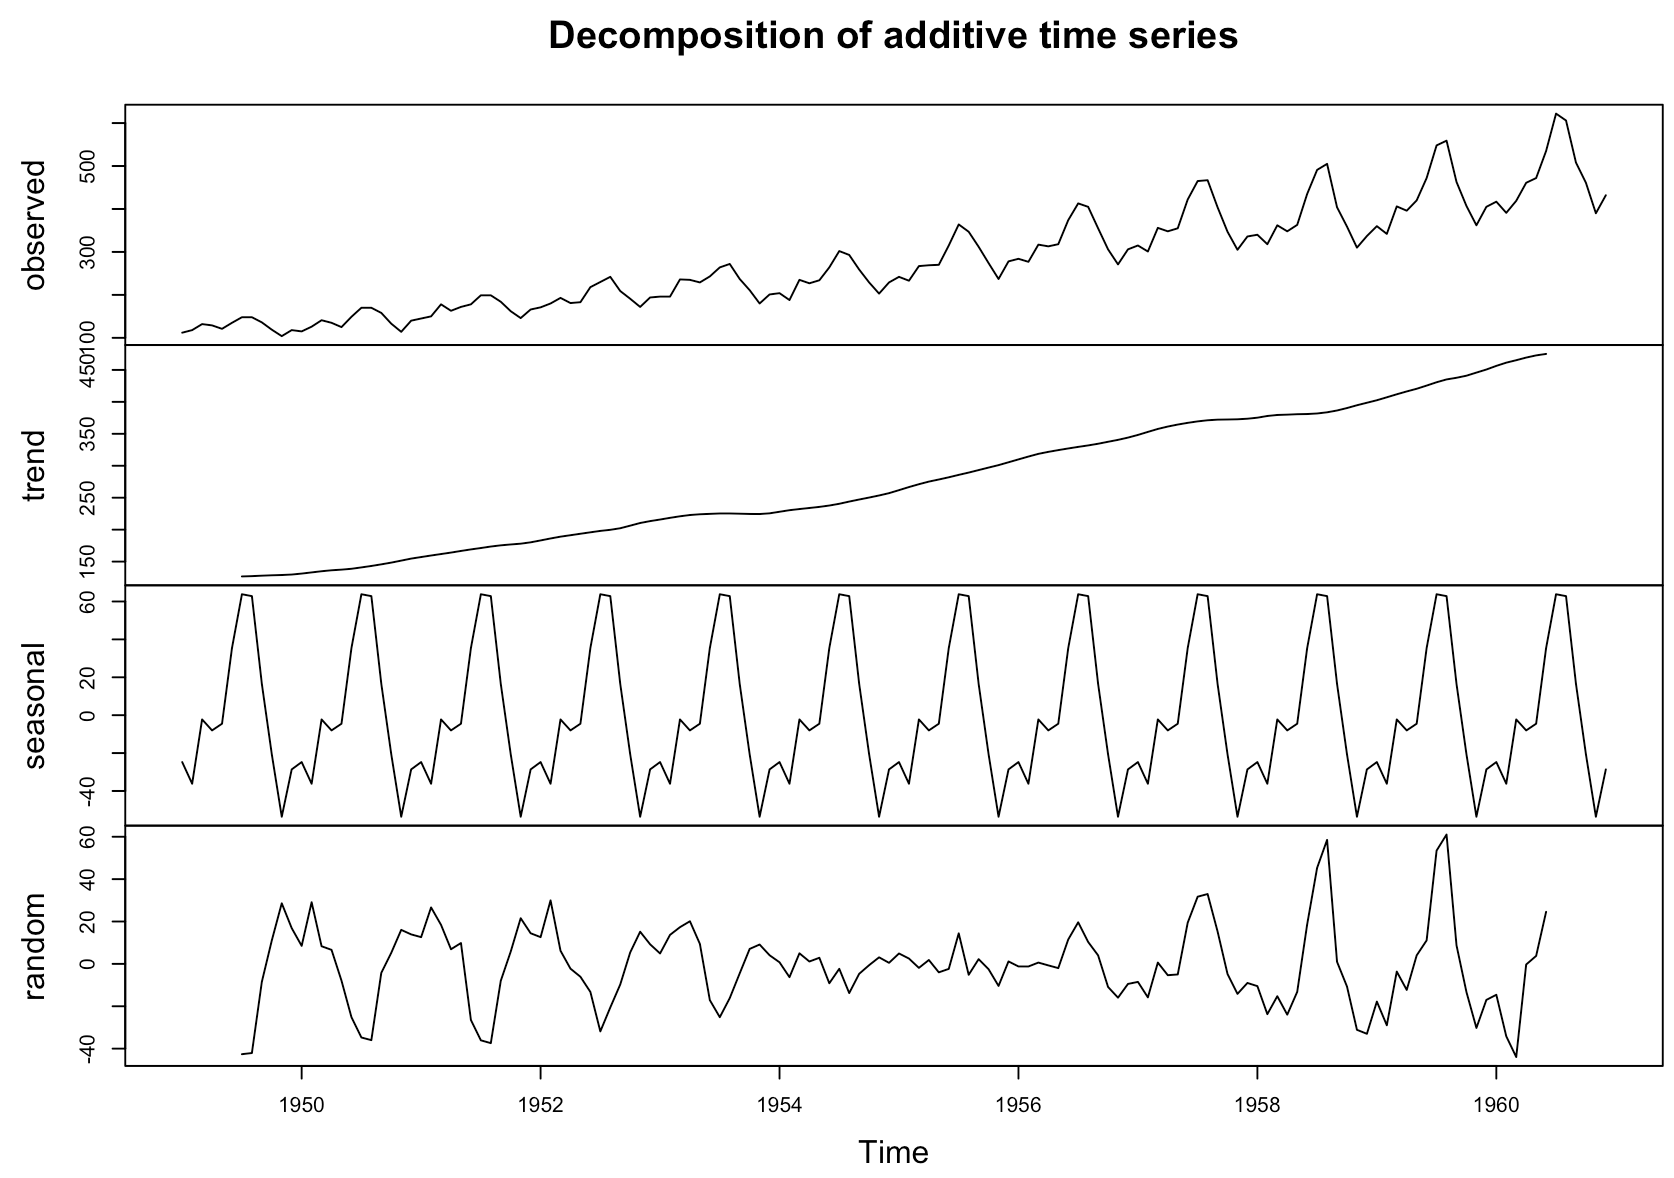 Decomposition of additive time series
observed
100 300 500
trend
150 250 350 450
seasonal
-40 0 20 60
random
-40 0 20 40 60
1950 1952 1954 1956 1958 1960
Time